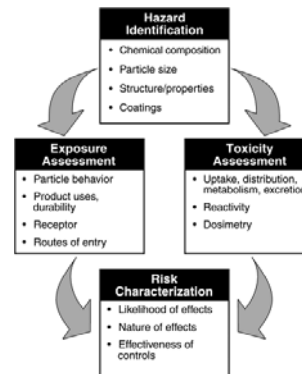 Hazard
Identification
• Chemical composition
• Particle size
• Structure/properties
• Coatings
Exposure
Assessment
• Particle behavior
• Product uses,
durability
• Receptor
• Routes of entry
Toxicity
Assessment
• Uptake, distribution,
metabolism, excretion
• Reactivity
• Dosimetry
Risk
Characterization
• Likelihood of effects
• Nature of effects
• Effectiveness of
controls